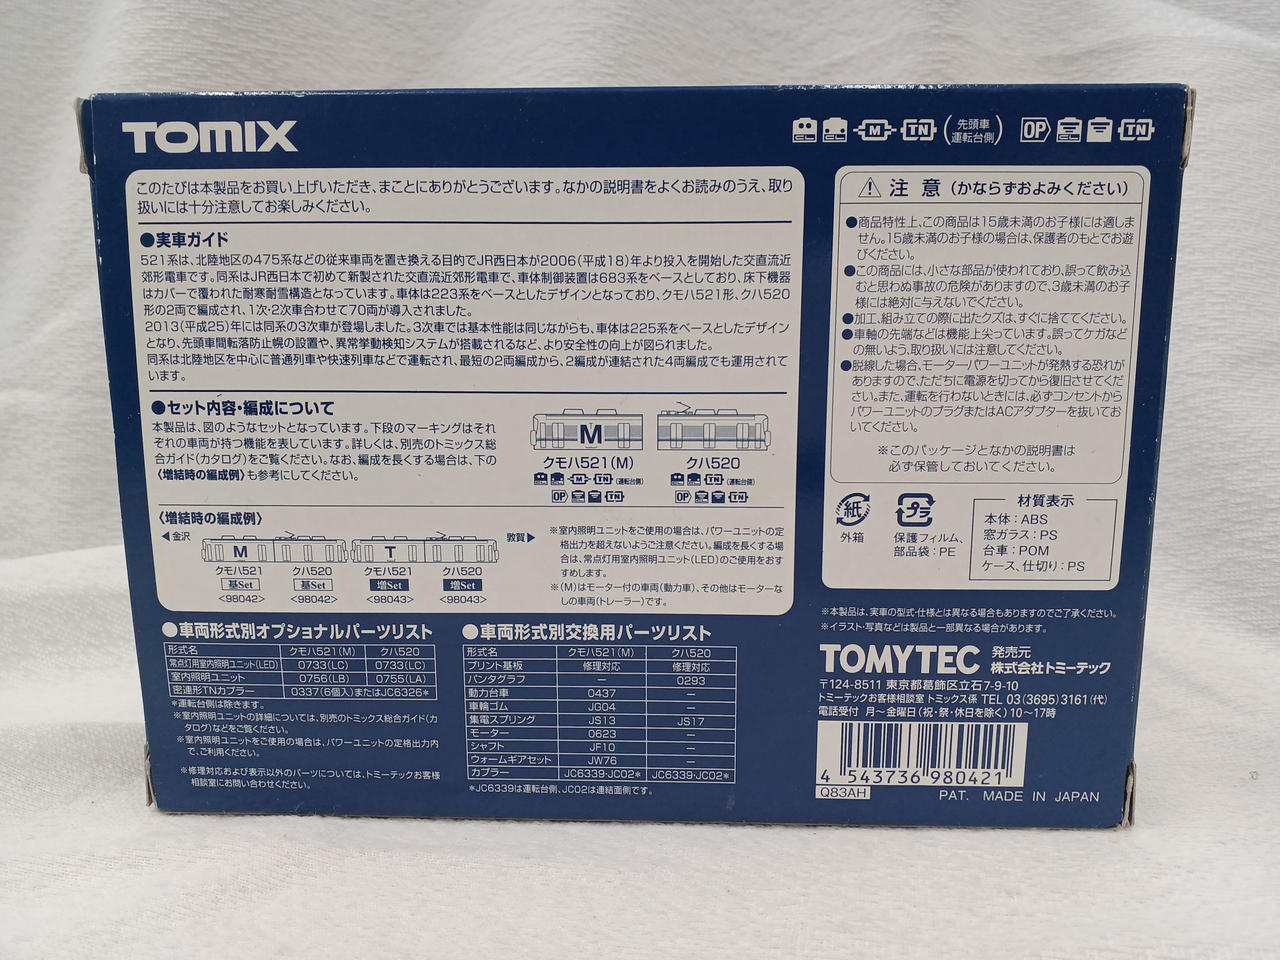 TOMIX
CL CL M TN (先頭車運転台側) OP CL TN
このたびは本製品をお買い上げいただき、まことにありがとうございます。なかの説明書をよくお読みのうえ、取り
扱いには十分注意してお楽しみください。
●実車ガイド
521系は、北陸地区の475系などの従来車両を置き換える目的でJR西日本が2006(平成18)年より投入を開始した交直流近
郊形電車です。同系はJR西日本で初めて新製された交直流近郊形電車で、車体制御装置は683系をベースとしており、床下機器
はカバーで覆われた耐寒耐雪構造となっています。車体は223系をベースとしたデザインとなっており、クモハ521形、クハ520
形の2両で編成され、1次・2次車合わせて70両が導入されました。
2013(平成25)年には同系の3次車が登場しました。3次車では基本性能は同じながらも、車体は225系をベースとしたデザイン
となり、先頭車間転落防止幌の設置や、異常挙動検知システムが搭載されるなど、より安全性の向上が図られました。
同系は北陸地区を中心に普通列車や快速列車などで運転され、最短の2両編成から、2編成が連結された4両編成でも運用されて
います。
●セット内容・編成について
本製品は、図のようなセットとなっています。下段のマーキングはそれ
ぞれの車両が持つ機能を表しています。詳しくは、別売のトミックス総
合ガイド(カタログ)をご覧ください。なお、編成を長くする場合は、下の
〈増結時の編成例〉も参考にしてください。
M
クモハ521(M) クハ520
CL CL M TN (運転台側) CL CL TN (運転台側)
OP CL TN OP CL TN
〈増結時の編成例〉
◀金沢 敦賀▶
M T
クモハ521 クハ520 クモハ521 クハ520
基Set 基Set 増Set 増Set
<98042> <98042> <98043> <98043>
※室内照明ユニットをご使用の場合は、パワーユニットの定
格出力を超えないようご注意ください。編成を長くする場合
は、常点灯用室内照明ユニット(LED)のご使用をおす
すめします。
※(M)はモーター付の車両(動力車)、その他はモーターな
しの車両(トレーラー)です。
●車両形式別オプショナルパーツリスト
形式名 クモハ521(M) クハ520
常点灯用室内照明ユニット(LED) 0733(LC) 0733(LC)
室内照明ユニット 0756(LB) 0755(LA)
密連形TNカプラー 0337(6個入)またはJC6326*
*運転台側は除きます。
※室内照明ユニットの詳細については、別売のトミックス総合ガイド(カ
タログ)などをご覧ください。
※室内照明ユニットをご使用の場合は、パワーユニットの定格出力内
で、ご利用ください。
※修理対応および表示以外のパーツについては、トミーテックお客様
相談室にお問い合わせください。
●車両形式別交換用パーツリスト
形式名 クモハ521(M) クハ520
プリント基板 修理対応 修理対応
パンタグラフ - 0293
動力台車 0437 -
車輪ゴム JG04 -
集電スプリング JS13 JS17
モーター 0623 -
シャフト JF10 -
ウォームギアセット JW76 -
カプラー JC6339・JC02* JC6339・JC02*
*JC6339は運転台側、JC02は連結面側です。
⚠ 注 意 (かならずおよみください)
●商品特性上、この商品は15歳未満のお子様には適しま
せん。15歳未満のお子様の場合は、保護者のもとでお遊
びください。
●この商品には、小さな部品が使われており、誤って飲み込
むと思わぬ事故の危険がありますので、3歳未満のお子
様には絶対に与えないでください。
●加工、組み立ての際に出たクズは、すぐに捨ててください。
●車軸の先端などは機能上尖っています。誤ってケガなど
の無いよう、取り扱いには注意してください。
●脱線した場合、モーターパワーユニットが発熱する恐れが
ありますので、ただちに電源を切ってから復旧させてくだ
さい。また、運転を行わないときには、必ずコンセントから
パワーユニットのプラグまたはACアダプターを抜いてお
いてください。
※このパッケージとなかの説明書は
必ず保管しておいてください。
紙
外箱
プラ
保護フィルム、
部品袋:PE
材質表示
本体:ABS
窓ガラス:PS
台車:POM
ケース、仕切り:PS
※本製品は、実車の型式・仕様とは異なる場合もありますのでご了承ください。
※イラスト・写真などは製品と一部異なる場合があります。
TOMYTEC 発売元 株式会社トミーテック
〒124-8511 東京都葛飾区立石7-9-10
トミーテックお客様相談室 トミックス係 TEL 03(3695)3161(代)
電話受付 月〜金曜日(祝・祭・休日を除く)10〜17時
4 543736 980421
Q83AH
PAT. MADE IN JAPAN